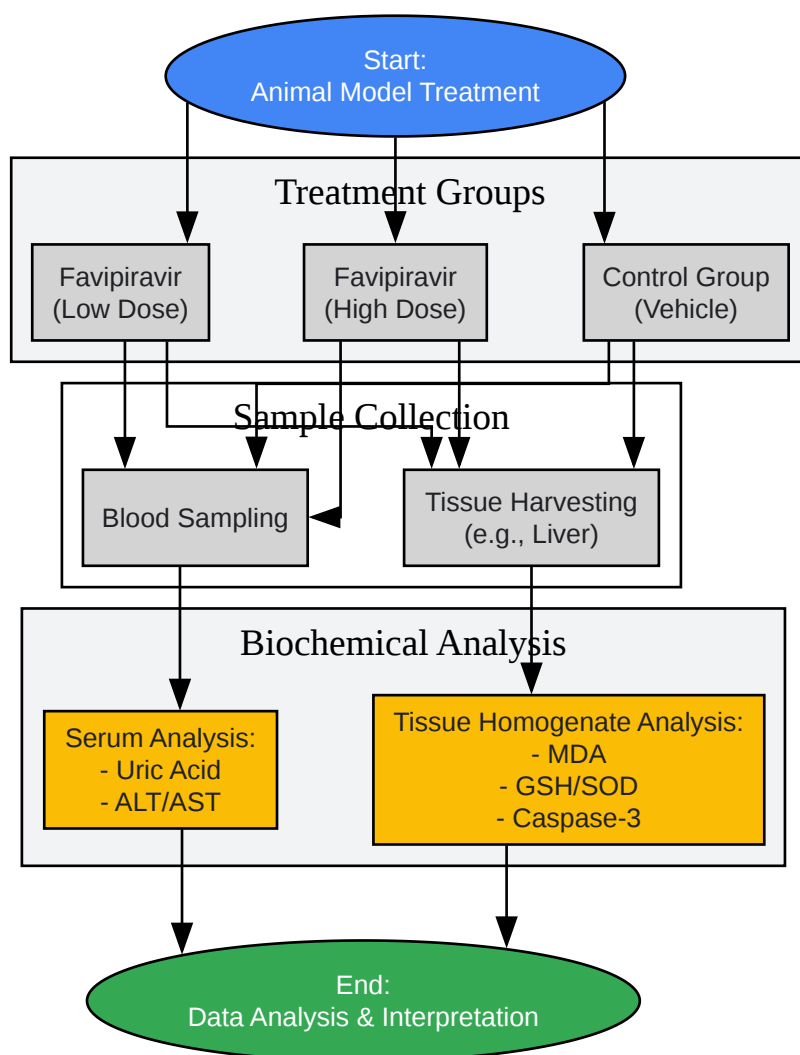 Start:
Animal Model Treatment
Treatment Groups
Favipiravir
(Low Dose)
Favipiravir
(High Dose)
Control Group
(Vehicle)
Sample Collection
Blood Sampling
Tissue Harvesting
(e.g., Liver)
Biochemical Analysis
Serum Analysis:
- Uric Acid
- ALT/AST
Tissue Homogenate Analysis:
- MDA
- GSH/SOD
- Caspase-3
End:
Data Analysis & Interpretation